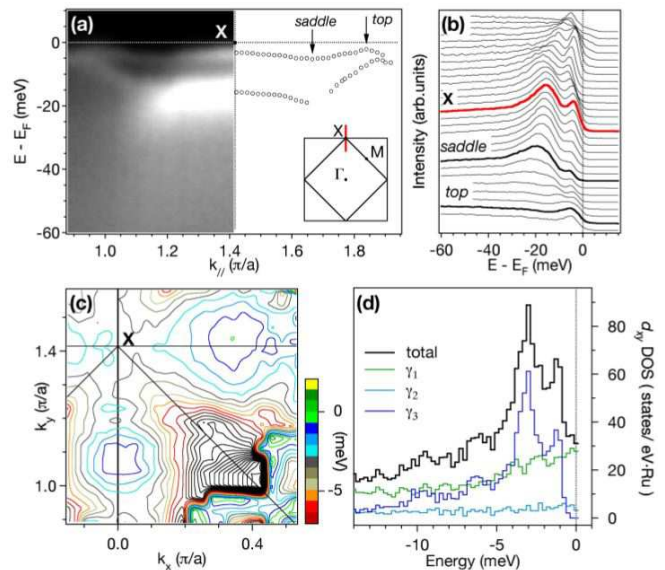 (a)
X
saddle
top
0
-20
-40
-60
E - E_F (meV)
1.0
1.2
1.4
1.6
1.8
k_// (π/a)
X
M
Γ
(b)
X
saddle
top
Intensity (arb.units)
-60
-40
-20
0
E - E_F (meV)
(c)
X
1.4
1.2
1.0
k_y (π/a)
0.0
0.2
0.4
k_x (π/a)
0
-5
(meV)
(d)
total
γ₁
γ₂
γ₃
80
60
40
20
0
d_xy DOS ( states/ eV-Ru)
-10
-5
0
Energy (meV)